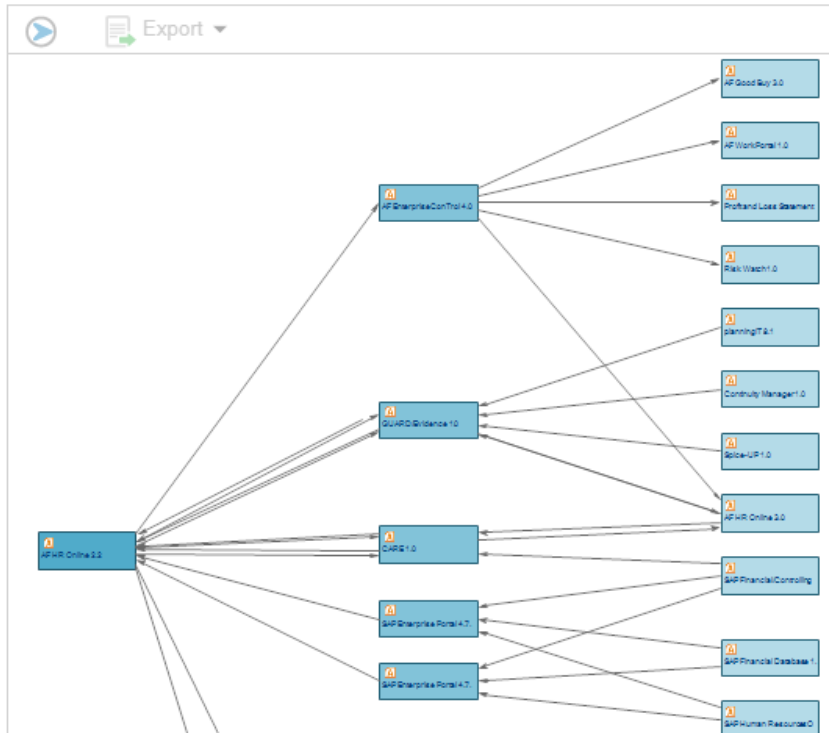 Export
AF Good Buy 3.0
AF WorkPortal 1.0
AF EnterpriseConTrol 4.0
Profit and Loss Statement
Risk Watch 1.0
planningIT 8.1
Continuity Manager 1.0
GUARD/Evidence 1.0
Spice-UP 1.0
AF HR Online 3.0
AF HR Online 2.2
CARE 1.0
SAP Financial Controlling
SAP Enterprise Portal 4.7.
SAP Financial Database 1.
SAP Enterprise Portal 4.7.
SAP Human Resources